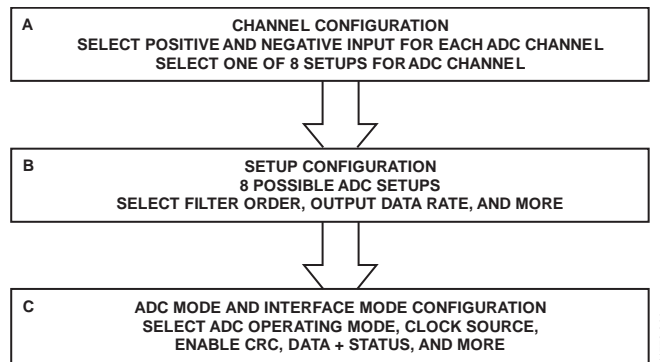 A
CHANNEL CONFIGURATION
SELECT POSITIVE AND NEGATIVE INPUT FOR EACH ADC CHANNEL
SELECT ONE OF 8 SETUPS FOR ADC CHANNEL
B
SETUP CONFIGURATION
8 POSSIBLE ADC SETUPS
SELECT FILTER ORDER, OUTPUT DATA RATE, AND MORE
C
ADC MODE AND INTERFACE MODE CONFIGURATION
SELECT ADC OPERATING MODE, CLOCK SOURCE,
ENABLE CRC, DATA + STATUS, AND MORE